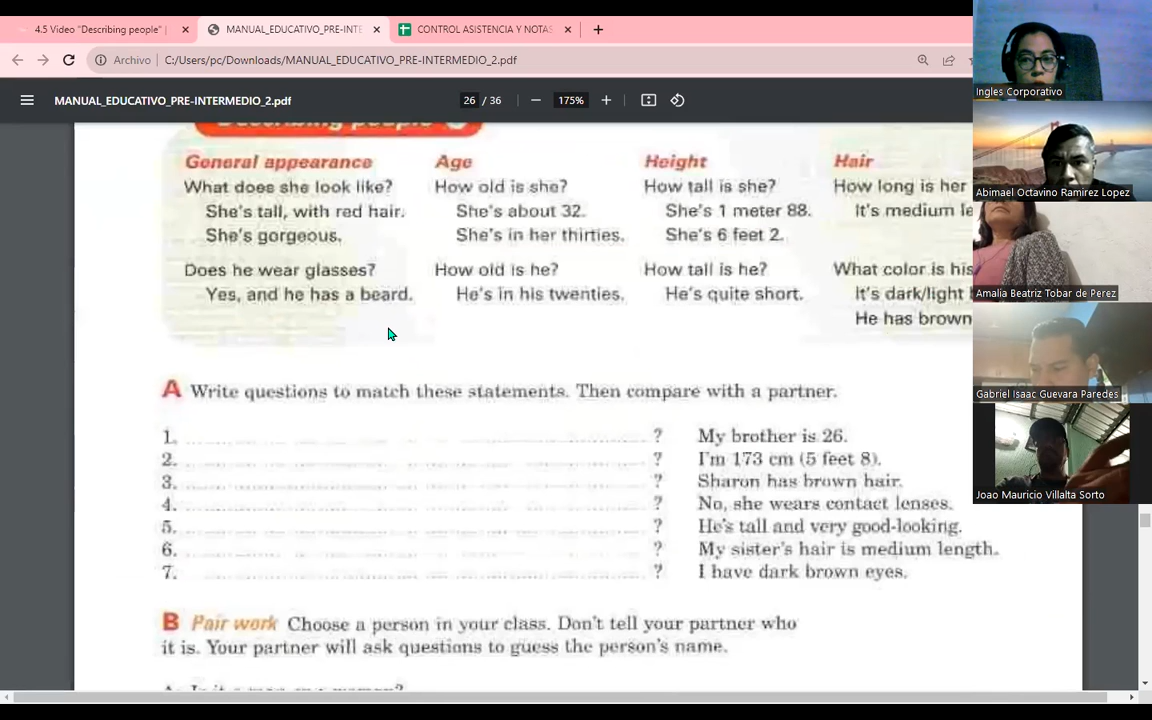 4.5 Video "Describing people" |
MANUAL_EDUCATIVO_PRE-INTE
CONTROL ASISTENCIA Y NOTAS
Archivo
C:/Users/pc/Downloads/MANUAL_EDUCATIVO_PRE-INTERMEDIO_2.pdf
MANUAL_EDUCATIVO_PRE-INTERMEDIO_2.pdf
26 / 36
175%
Describing people
General appearance
What does she look like?
She's tall, with red hair.
She's gorgeous.
Does he wear glasses?
Yes, and he has a beard.
Age
How old is she?
She's about 32.
She's in her thirties.
How old is he?
He's in his twenties.
Height
How tall is she?
She's 1 meter 88.
She's 6 feet 2.
How tall is he?
He's quite short.
Hair
How long is her
It's medium le
What color is his
It's dark/light
He has brown
A Write questions to match these statements. Then compare with a partner.
1. ? My brother is 26.
2. ? I'm 173 cm (5 feet 8).
3. ? Sharon has brown hair.
4. ? No, she wears contact lenses.
5. ? He's tall and very good-looking.
6. ? My sister's hair is medium length.
7. ? I have dark brown eyes.
B Pair work Choose a person in your class. Don't tell your partner who
it is. Your partner will ask questions to guess the person's name.
Ingles Corporativo
Abimael Octavino Ramirez Lopez
Amalia Beatriz Tobar de Perez
Gabriel Isaac Guevara Paredes
Joao Mauricio Villalta Sorto